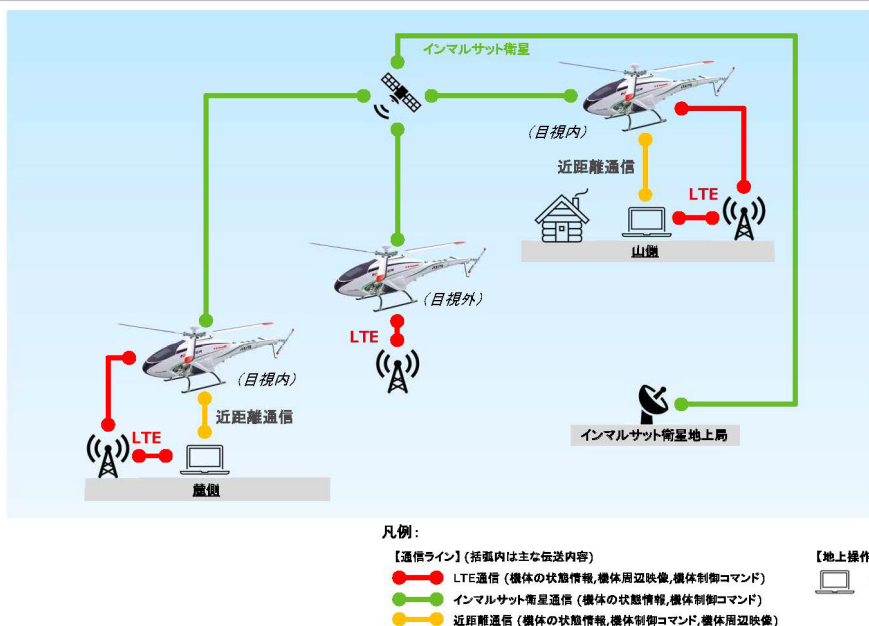 インマルサット衛星
(目視内)
近距離通信
LTE
山側
(目視外)
LTE
(目視内)
近距離通信
LTE
インマルサット衛星地上局
麓側
凡例:
【通信ライン】(括弧内は主な伝送内容)
【地上操作
LTE通信 (機体の状態情報,機体周辺映像,機体制御コマンド)
インマルサット衛星通信 (機体の状態情報,機体制御コマンド)
近距離通信 (機体の状態情報,機体制御コマンド,機体周辺映像)